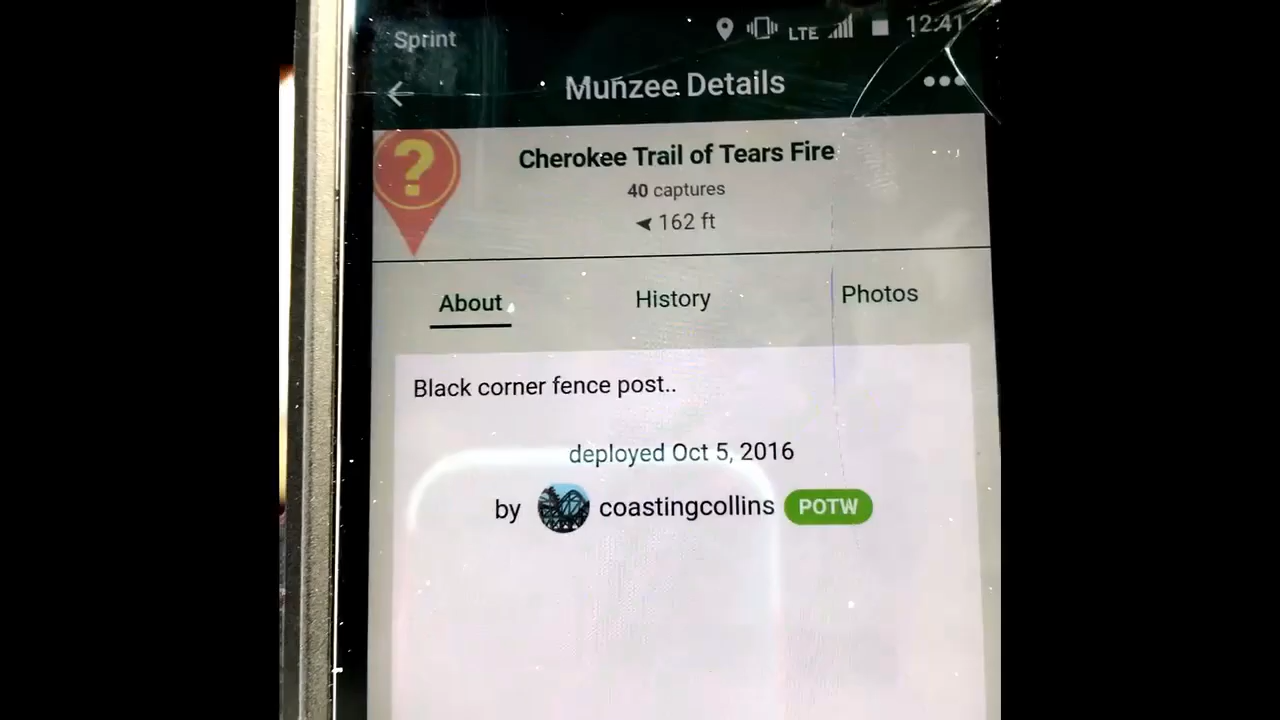 Sprint LTE 12:41
Munzee Details
?
Cherokee Trail of Tears Fire
40 captures
162 ft
About History Photos
Black corner fence post..
deployed Oct 5, 2016
by coastingcollins POTW